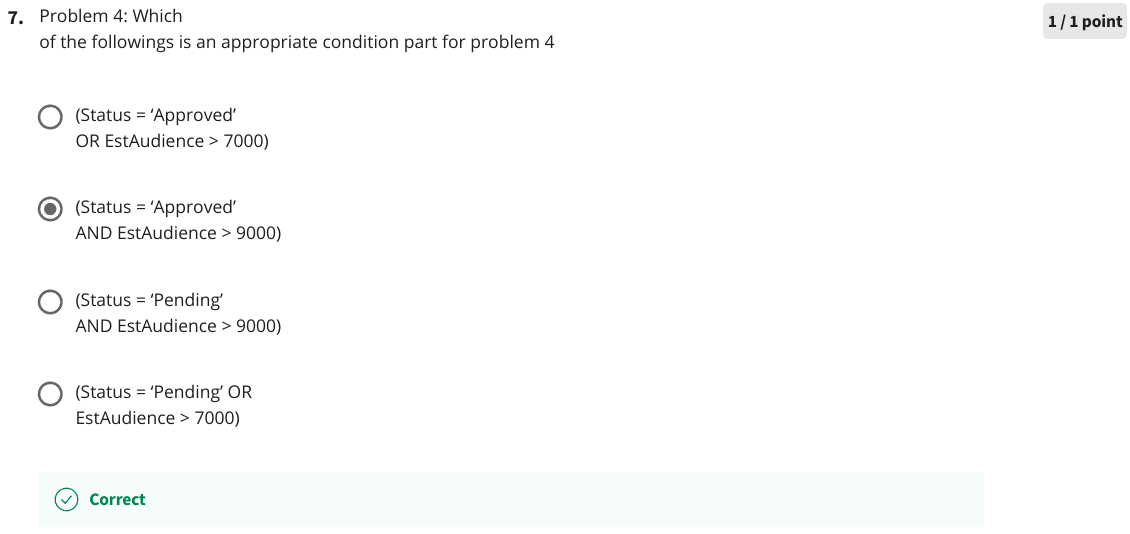 7. Problem 4: Which
1 / 1 point
of the followings is an appropriate condition part for problem 4
(Status = ‘Approved’
OR EstAudience > 7000)
(Status = ‘Approved’
AND EstAudience > 9000)
(Status = ‘Pending’
AND EstAudience > 9000)
(Status = ‘Pending’ OR
EstAudience > 7000)
Correct